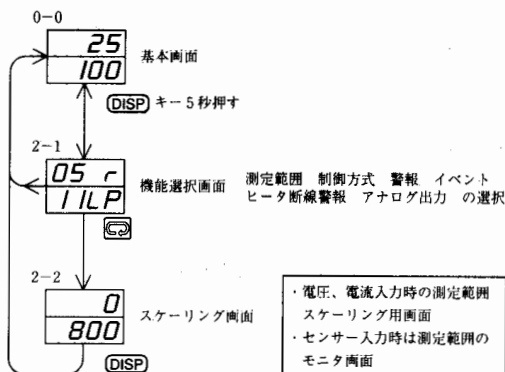 0-0
25
100
基本画面
DISP キー5秒押す
2-1
05 r
11LP
機能選択画面 測定範囲 制御方式 警報 イベント
ヒータ断線警報 アナログ出力 の選択
2-2
0
800
スケーリング画面
DISP
・電圧、電流入力時の測定範囲
スケーリング用画面
・センサー入力時は測定範囲の
モニタ画面